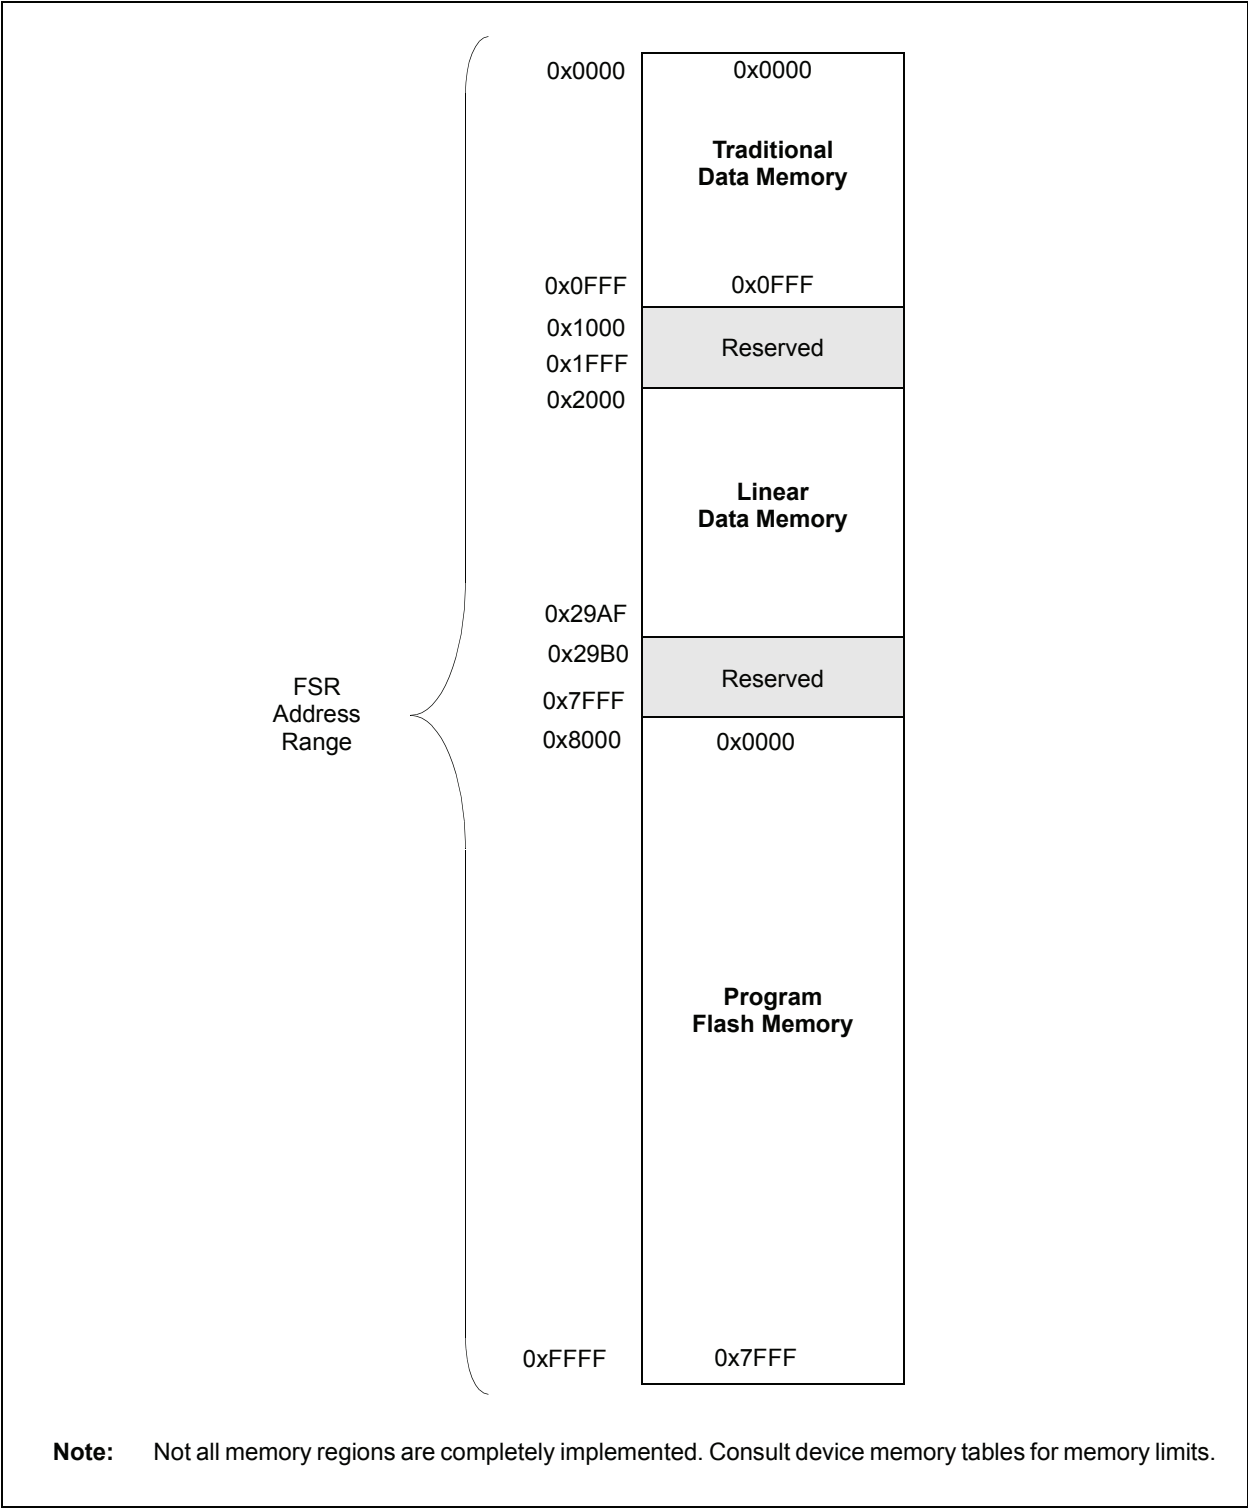 0x0000 0x0000
Traditional
Data Memory
0x0FFF 0x0FFF
0x1000
Reserved
0x1FFF
0x2000
Linear
Data Memory
0x29AF
0x29B0
Reserved
0x7FFF
FSR
Address
Range
0x8000 0x0000
Program
Flash Memory
0xFFFF 0x7FFF
Note: Not all memory regions are completely implemented. Consult device memory tables for memory limits.